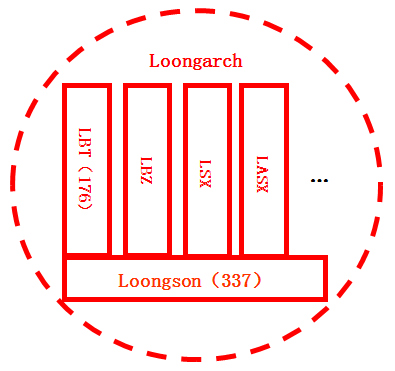 Loongarch
LBT（176）
LBZ
LSX
LASX
...
Loongson（337）